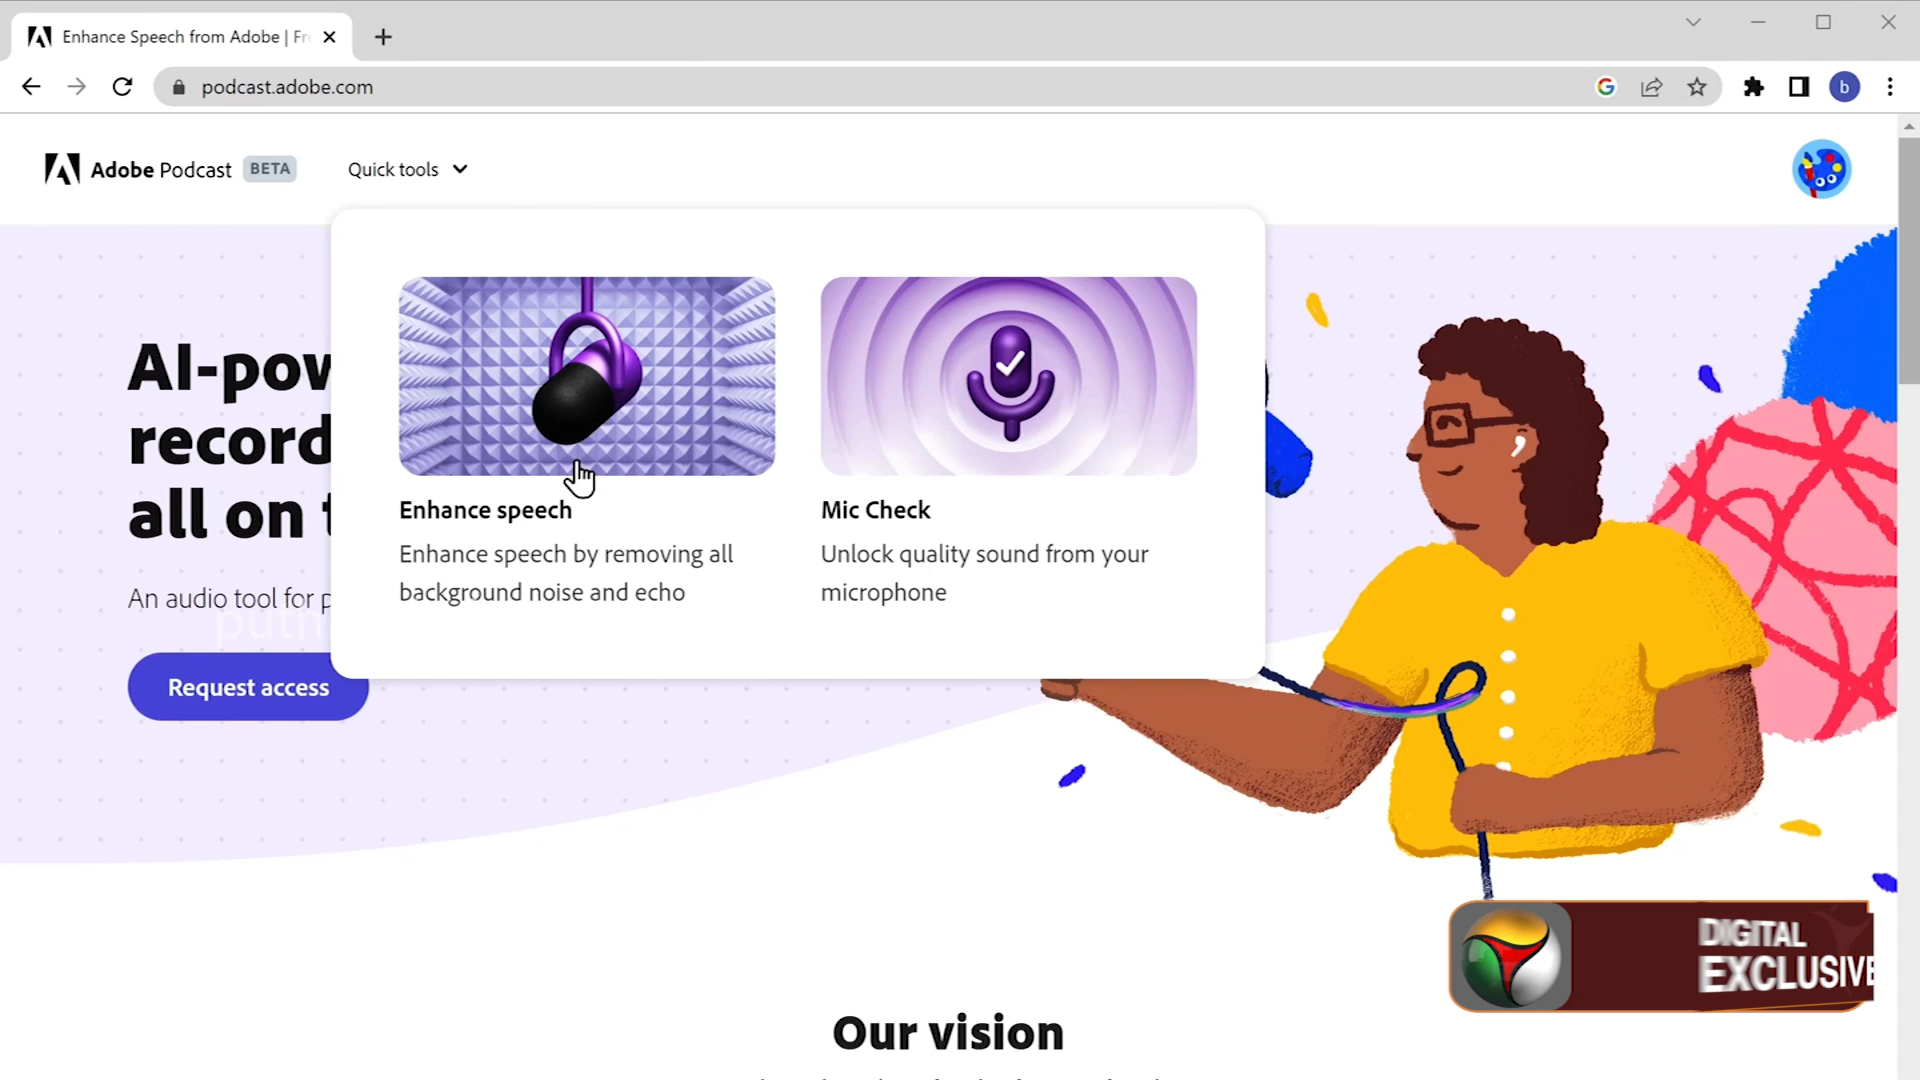 Enhance Speech from Adobe | Fr
podcast.adobe.com
b
Adobe Podcast BETA
Quick tools
AI-pow
record
all on t
An audio tool for p
Request access
Enhance speech
Enhance speech by removing all
background noise and echo
Mic Check
Unlock quality sound from your
microphone
DIGITAL
EXCLUSIVE
Our vision